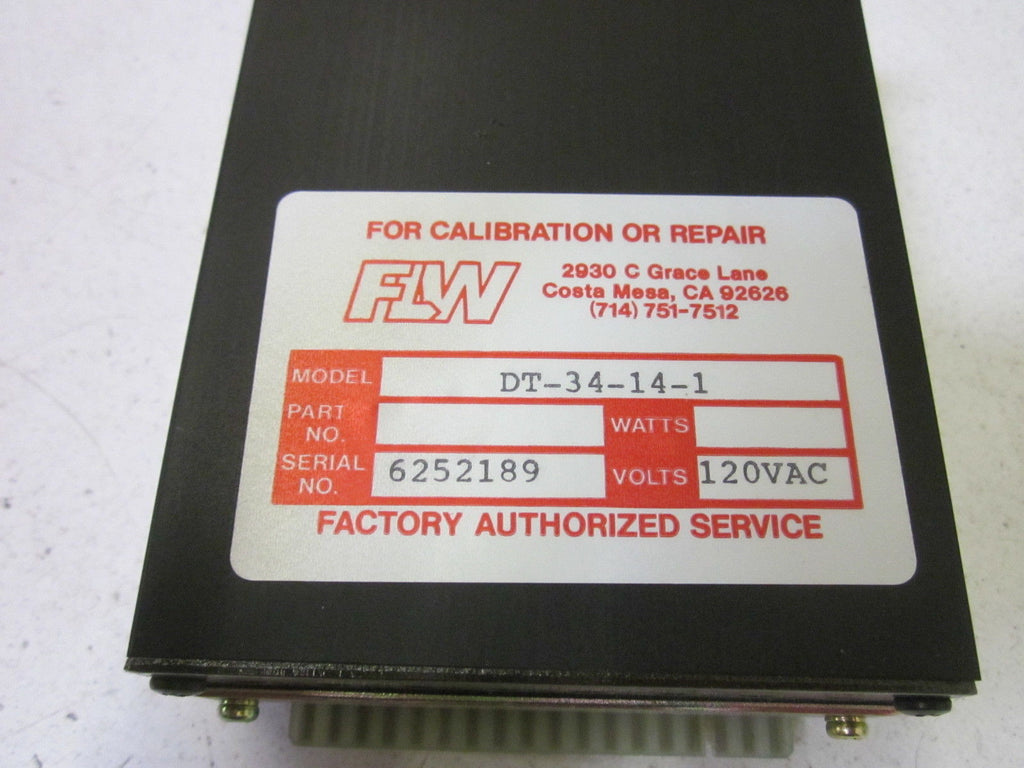 FOR CALIBRATION OR REPAIR
FLW
2930 C Grace Lane
Costa Mesa, CA 92626
(714) 751-7512
MODEL DT-34-14-1
PART NO. WATTS
SERIAL NO. 6252189 VOLTS 120VAC
FACTORY AUTHORIZED SERVICE